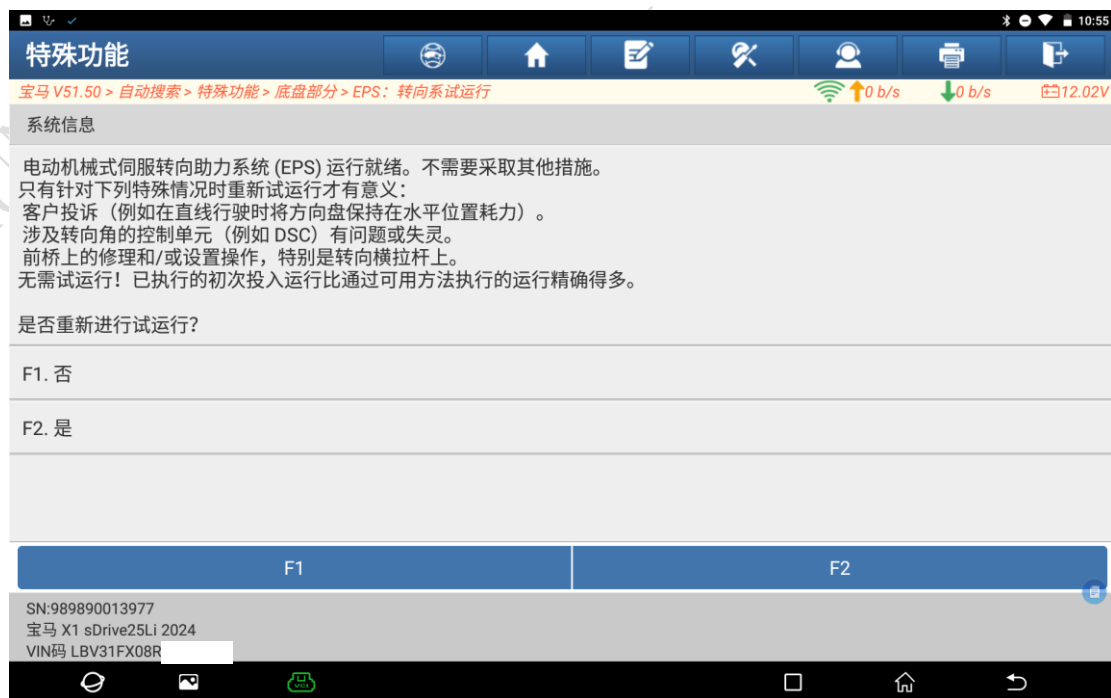 10:55
特殊功能
宝马 V51.50 > 自动搜索 > 特殊功能 > 底盘部分 > EPS：转向系试运行
0 b/s
0 b/s
12.02V
系统信息
电动机械式伺服转向助力系统 (EPS) 运行就绪。不需要采取其他措施。
只有针对下列特殊情况时重新试运行才有意义：
客户投诉（例如在直线行驶时将方向盘保持在水平位置耗力）。
涉及转向角的控制单元（例如 DSC）有问题或失灵。
前桥上的修理和/或设置操作，特别是转向横拉杆上。
无需试运行！已执行的初次投入运行比通过可用方法执行的运行精确得多。
是否重新进行试运行？
F1. 否
F2. 是
F1
F2
SN:989890013977
宝马 X1 sDrive25Li 2024
VIN码 LBV31FX08R
VCI